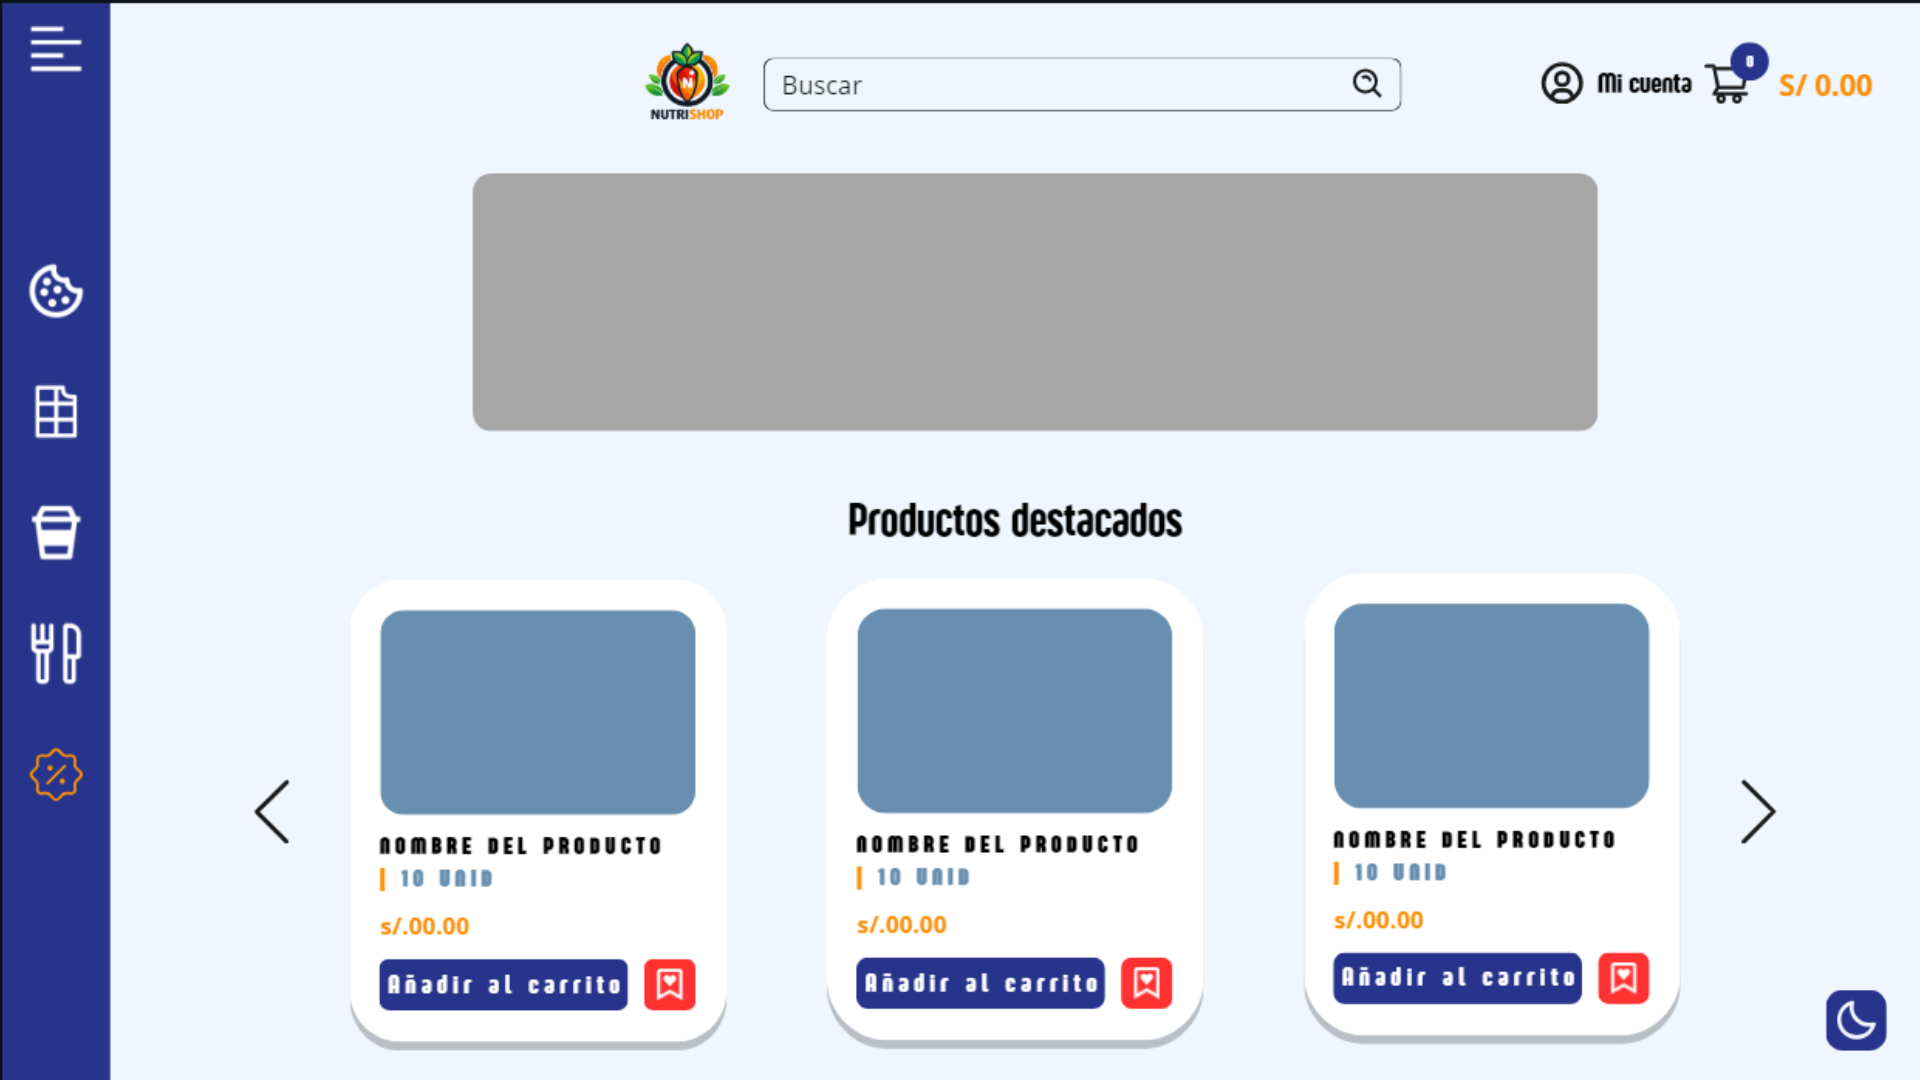 NUTRISHOP
Buscar
Mi cuenta
0
S/ 0.00
Productos destacados
NOMBRE DEL PRODUCTO
10 UNID
s/.00.00
Añadir al carrito
NOMBRE DEL PRODUCTO
10 UNID
s/.00.00
Añadir al carrito
NOMBRE DEL PRODUCTO
10 UNID
s/.00.00
Añadir al carrito